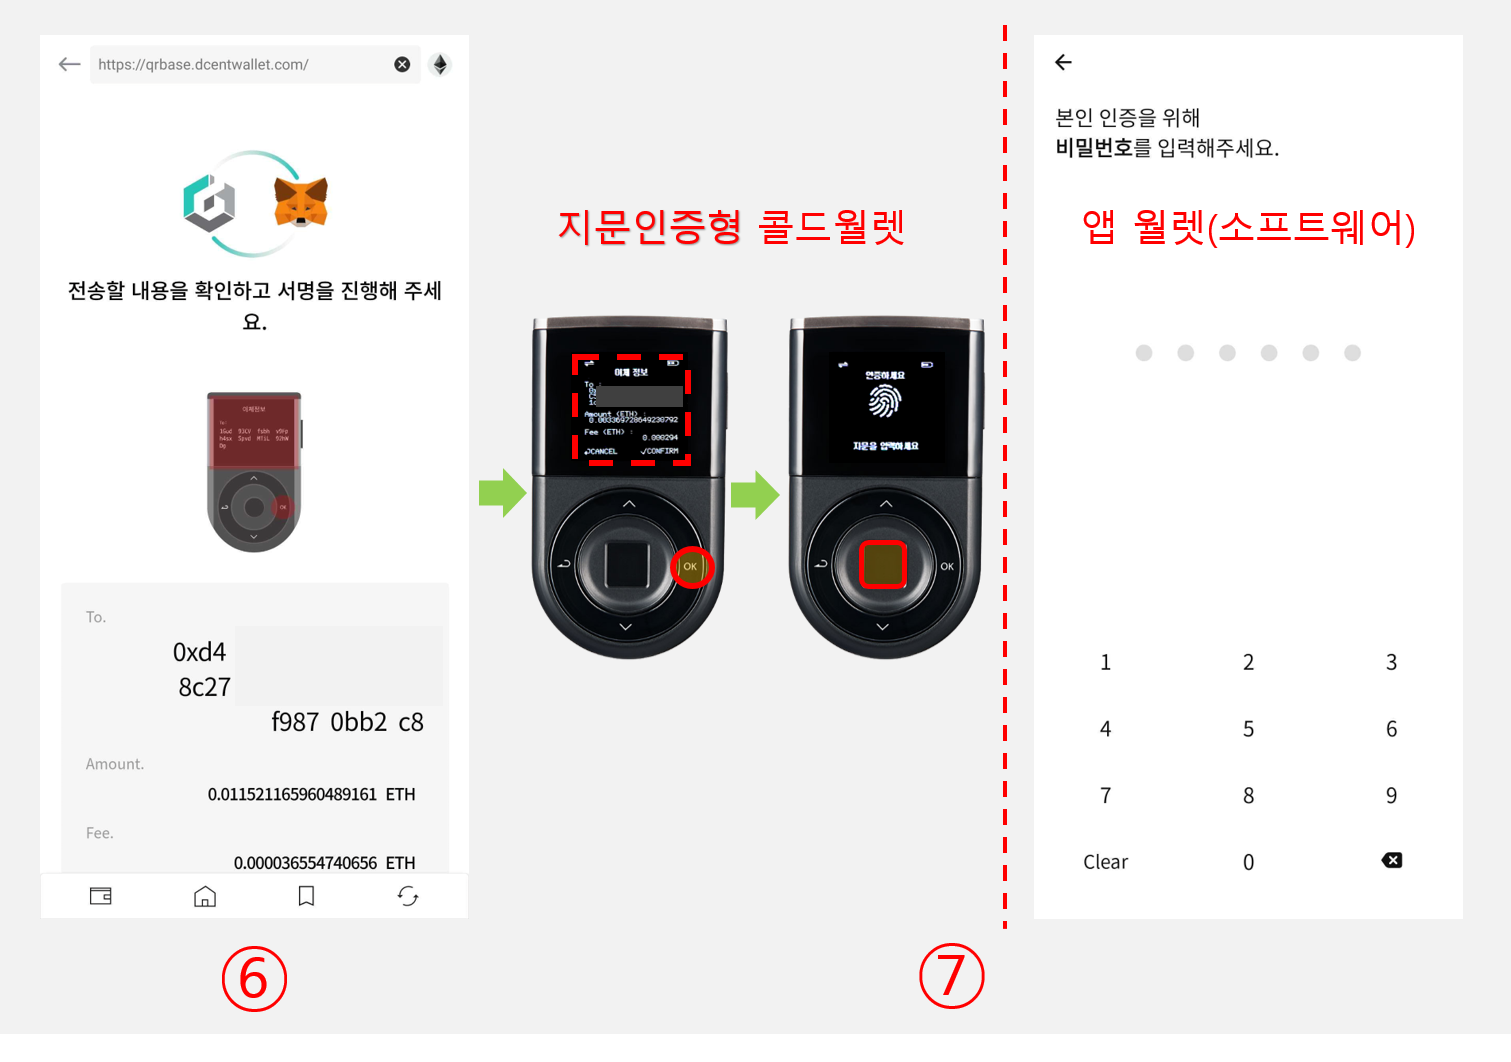 https://qrbase.dcentwallet.com/
전송할 내용을 확인하고 서명을 진행해 주세
요.
이체정보
To:
To.
0xd4
8c27
f987 0bb2 c8
Amount.
0.011521165960489161 ETH
Fee.
0.000036554740656 ETH
⑥
지문인증형 콜드월렛
이체 정보
To :
Amount (ETH) :
0.003369728649230792
Fee (ETH) :
0.000294
CANCEL
✓CONFIRM
OK
인증하세요
지문을 입력하세요
OK
⑦
본인 인증을 위해
비밀번호를 입력해주세요.
앱 월렛(소프트웨어)
1 2 3
4 5 6
7 8 9
Clear 0